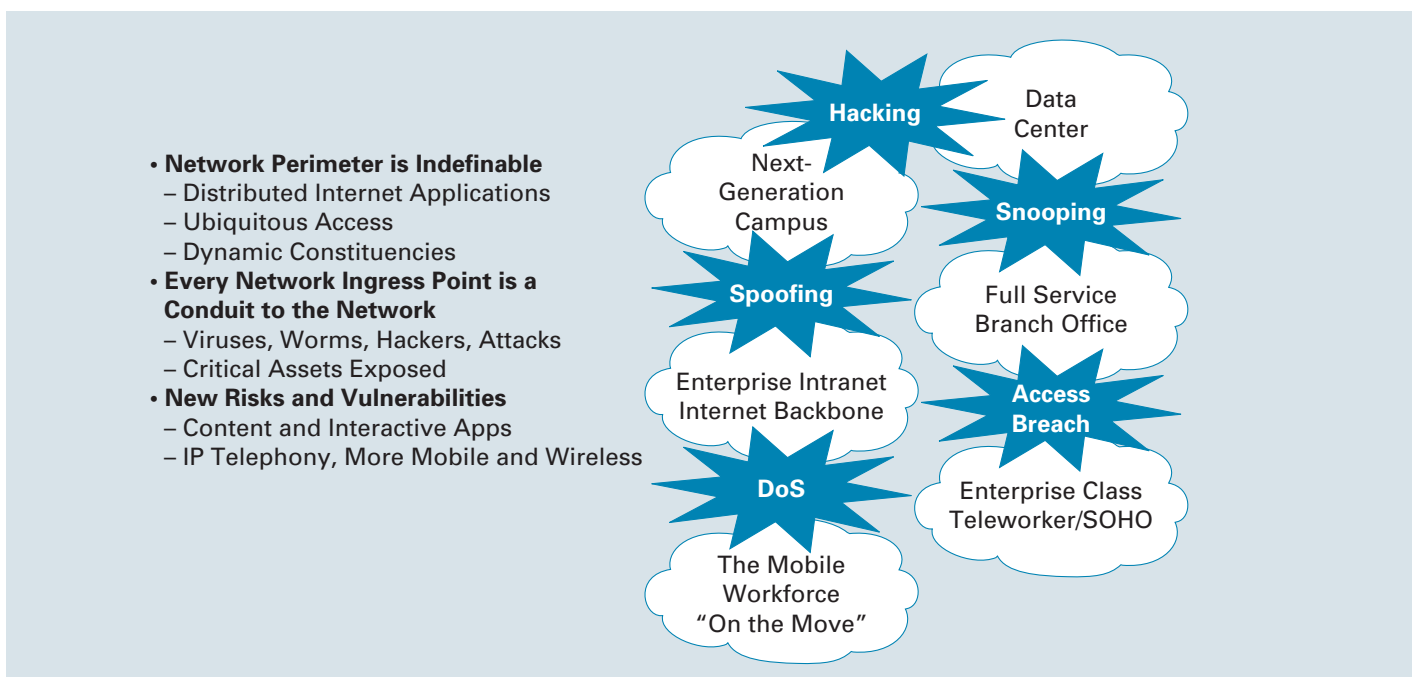 • Network Perimeter is Indefinable
– Distributed Internet Applications
– Ubiquitous Access
– Dynamic Constituencies
• Every Network Ingress Point is a
Conduit to the Network
– Viruses, Worms, Hackers, Attacks
– Critical Assets Exposed
• New Risks and Vulnerabilities
– Content and Interactive Apps
– IP Telephony, More Mobile and Wireless
Hacking
Data
Center
Next-
Generation
Campus
Snooping
Spoofing
Full Service
Branch Office
Enterprise Intranet
Internet Backbone
Access
Breach
DoS
Enterprise Class
Teleworker/SOHO
The Mobile
Workforce
“On the Move”